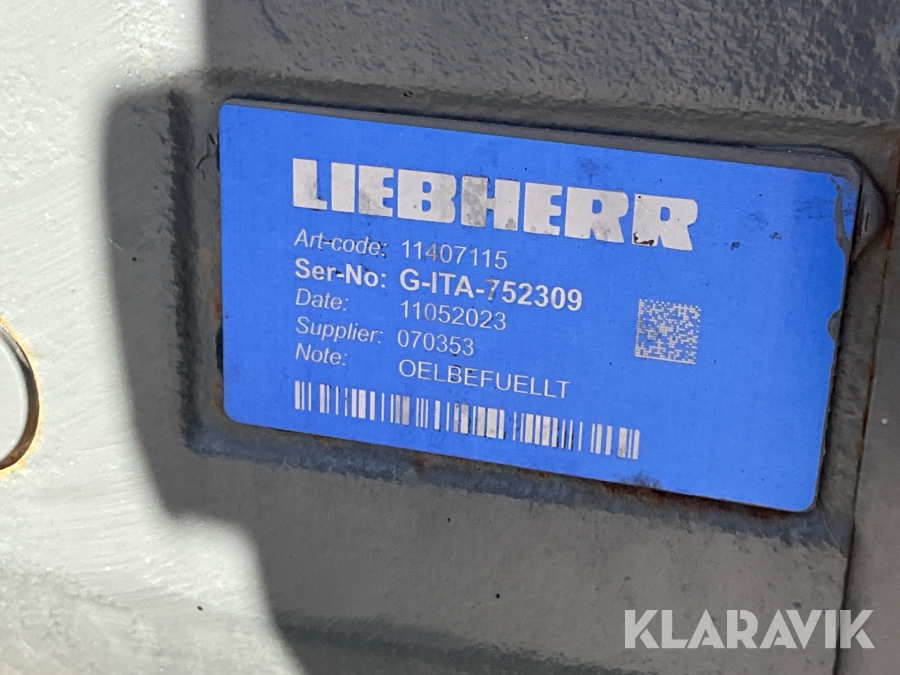 LIEBHERR
Art-code: 11407115
Ser-No: G-ITA-752309
Date: 11052023
Supplier: 070353
Note: OELBEFUELLT
KLARAVIK